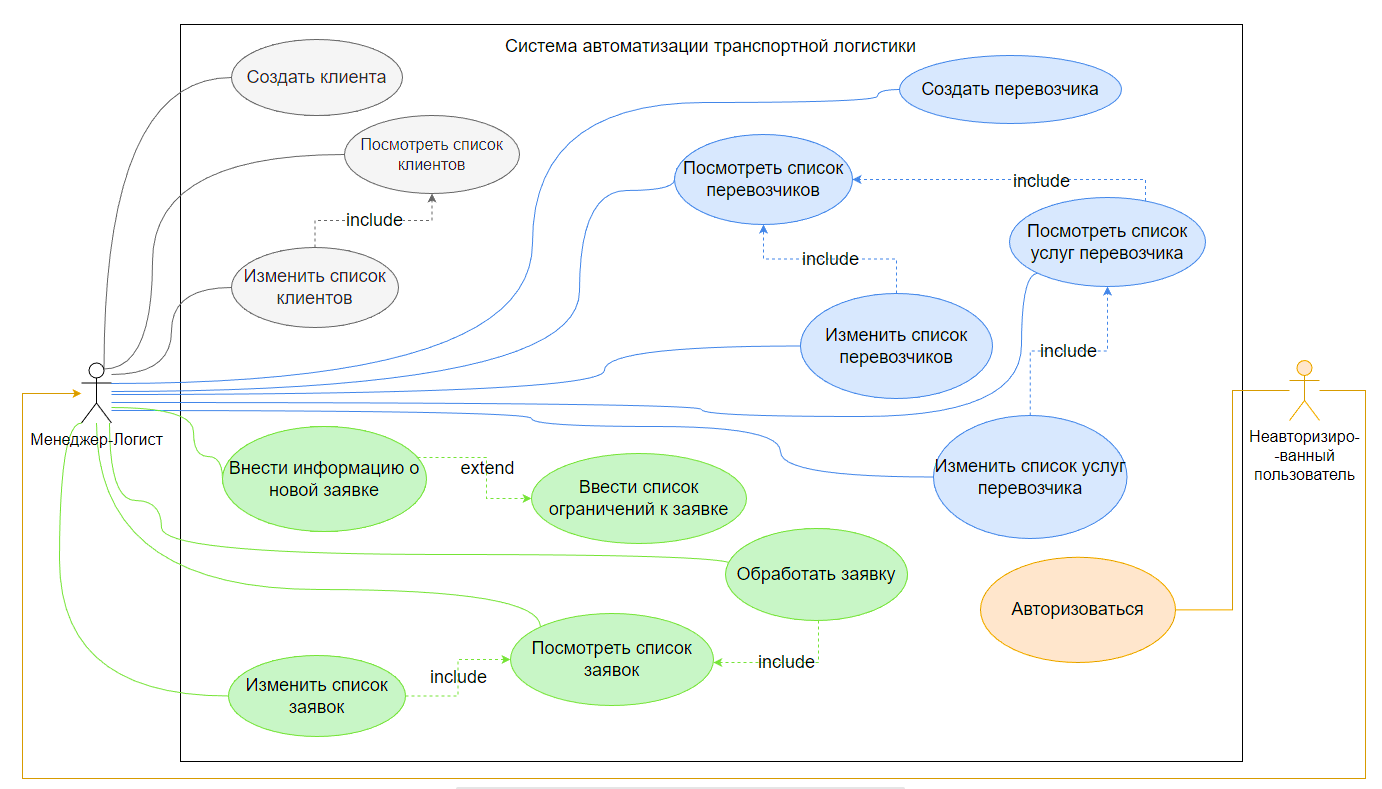 Система автоматизации транспортной логистики
Создать клиента
Создать перевозчика
Посмотреть список
клиентов
Посмотреть список
перевозчиков
include
include
Посмотреть список
услуг перевозчика
include
Изменить список
клиентов
Изменить список
перевозчиков
include
Менеджер-Логист
Неавторизиро-
-ванный
пользователь
Внести информацию о
новой заявке
extend
Ввести список
ограничений к заявке
Изменить список услуг
перевозчика
Обработать заявку
Авторизоваться
Посмотреть список
заявок
include
include
Изменить список
заявок